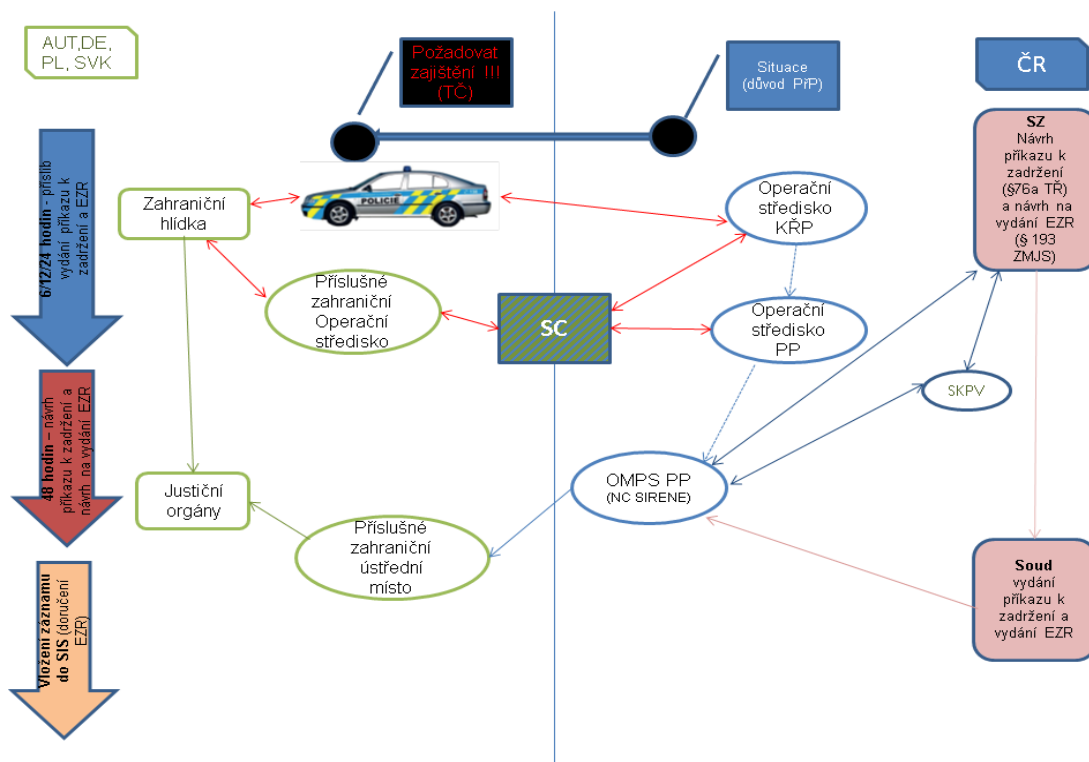 AUT,DE,
PL, SVK
Požadovat
zajištění !!!
(TČ)
Situace
(důvod PřP)
ČR
6/12/24 hodin - příslib
vydání příkazu k
zadržení a EZR
48 hodin – návrh
příkazu k zadržení a
návrh na vydání EZR
Vložení záznamu
do SIS (doručení
EZR)
Zahraniční
hlídka
POLICIE
Operační
středisko
KŘP
SZ
Návrh
příkazu k
zadržení
(§76a TŘ)
a návrh na
vydání EZR
(§ 193
ZMJS)
Příslušné
zahraniční
Operační
středisko
SC
Operační
středisko
PP
SKPV
Justiční
orgány
OMPS PP
(NC SIRENE)
Příslušné
zahraniční
ústřední
místo
Soud
vydání
příkazu k
zadržení a
vydání EZR